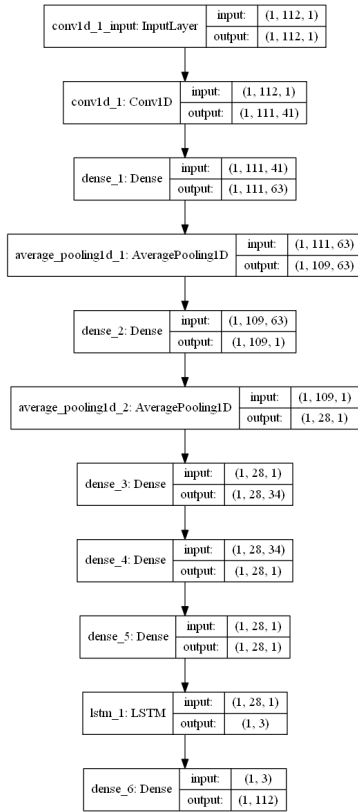 conv1d_1_input: InputLayer input: (1, 112, 1)
output: (1, 112, 1)
conv1d_1: Conv1D input: (1, 112, 1)
output: (1, 111, 41)
dense_1: Dense input: (1, 111, 41)
output: (1, 111, 63)
average_pooling1d_1: AveragePooling1D input: (1, 111, 63)
output: (1, 109, 63)
dense_2: Dense input: (1, 109, 63)
output: (1, 109, 1)
average_pooling1d_2: AveragePooling1D input: (1, 109, 1)
output: (1, 28, 1)
dense_3: Dense input: (1, 28, 1)
output: (1, 28, 34)
dense_4: Dense input: (1, 28, 34)
output: (1, 28, 1)
dense_5: Dense input: (1, 28, 1)
output: (1, 28, 1)
lstm_1: LSTM input: (1, 28, 1)
output: (1, 3)
dense_6: Dense input: (1, 3)
output: (1, 112)